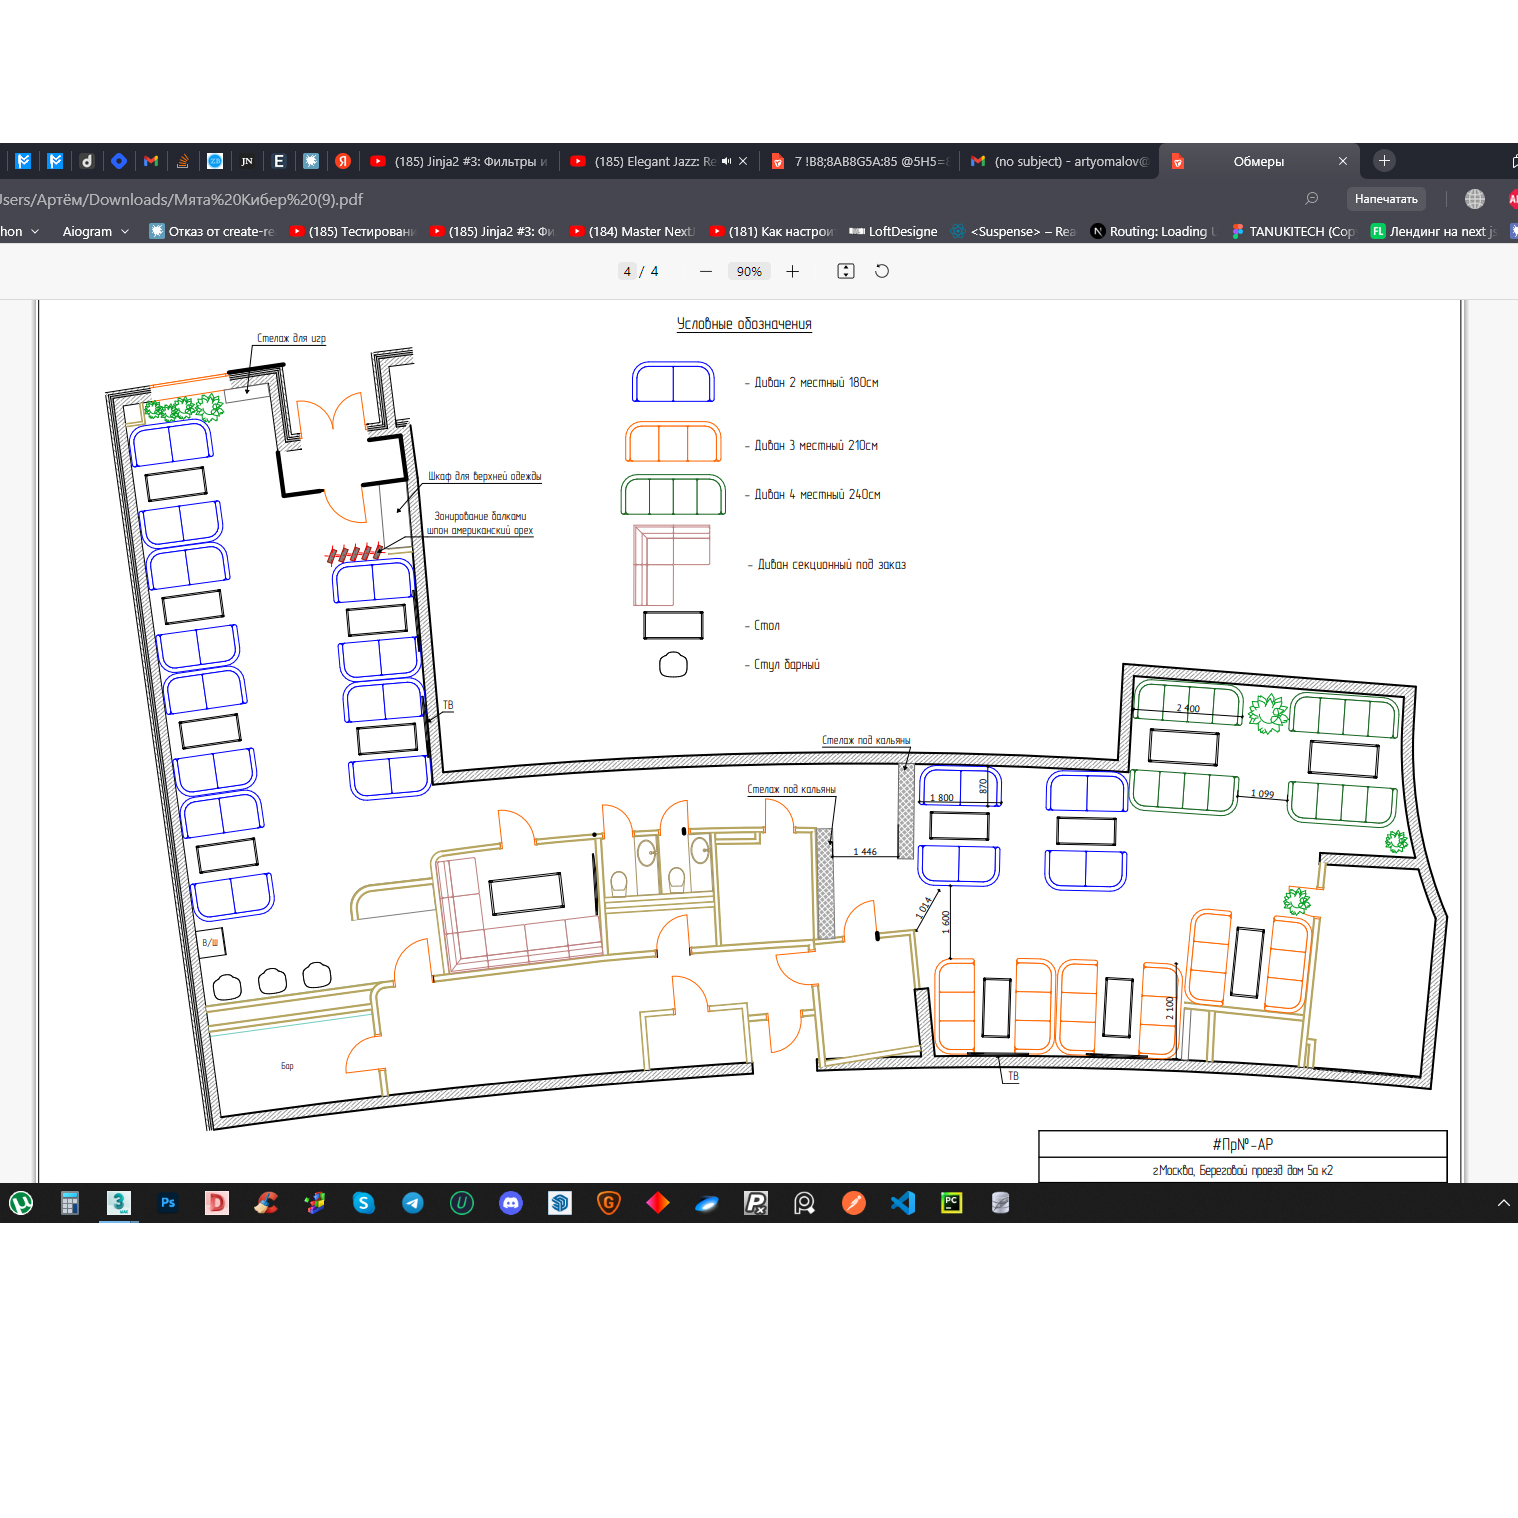 (185) Jinja2 #3: Фильтры и
(185) Elegant Jazz: Re
7 !B8;8AB8G5A:85 @5H5=8
(no subject) - artyomalov@
Обмеры
Jsers/Артём/Downloads/Мята%20Кибер%20(9).pdf
Напечатать
hon
Aiogram
Отказ от create-re
(185) Тестировани
(185) Jinja2 #3: Фи
(184) Master NextJ
(181) Как настрои
LoftDesigne
<Suspense> – Rea
Routing: Loading U
TANUKITECH (Cop
Лендинг на next js
4 / 4
90%
Условные обозначения
– Диван 2 местный 180см
– Диван 3 местный 210см
– Диван 4 местный 240см
– Диван секционный под заказ
– Стол
– Стул барный
Стелаж для игр
Шкаф для верхней одежды
Зонирование балками
шпон американский орех
ТВ
Стелаж под кальяны
Стелаж под кальяны
2 400
1 099
870
1 800
1 446
1 014
1 600
2 100
В/Ш
Бар
ТВ
#Пр№-АР
г.Москва, Береговой проезд дом 5а к2